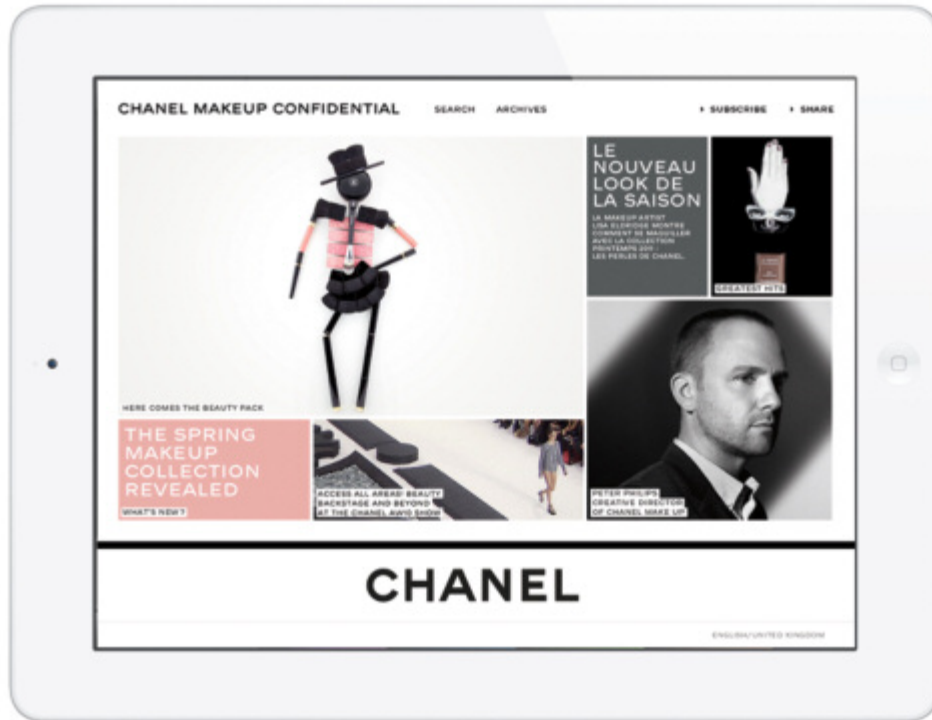 CHANEL MAKEUP CONFIDENTIAL
SEARCH
ARCHIVES
SUBSCRIBE
SHARE
HERE COMES THE BEAUTY PACK
THE SPRING
MAKEUP
COLLECTION
REVEALED
WHAT'S NEW?
ACCESS ALL AREAS! BEAUTY,
BACKSTAGE AND BEYOND
AT THE CHANEL AW10 SHOW
LE
NOUVEAU
LOOK DE
LA SAISON
LA MAKEUP ARTIST
LISA ELDRIDGE MONTRE
COMMENT SE MAQUILLER
AVEC LA COLLECTION
PRINTEMPS 2011
LES PERLES DE CHANEL.
GREATEST HITS
PETER PHILIPS,
CREATIVE DIRECTOR
OF CHANEL MAKE UP
CHANEL
ENGLISH/UNITED KINGDOM